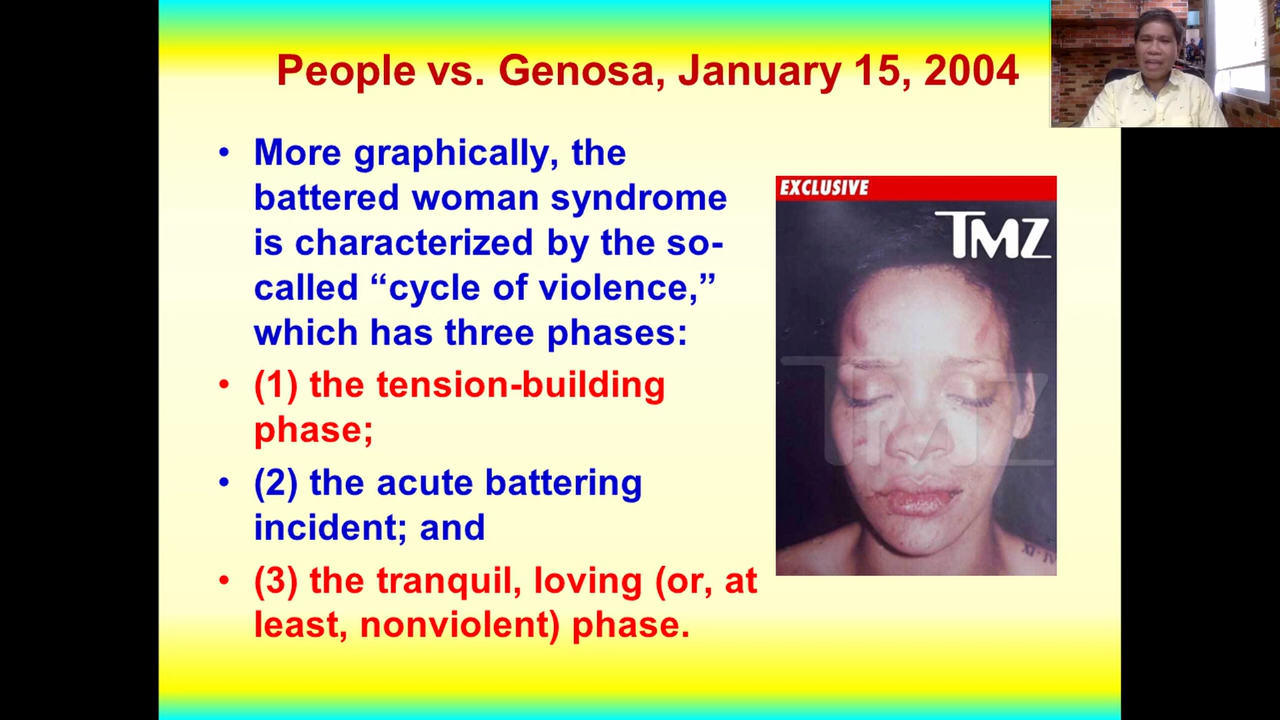 People vs. Genosa, January 15, 2004
• More graphically, the
battered woman syndrome
is characterized by the so-
called “cycle of violence,”
which has three phases:
• (1) the tension-building
phase;
• (2) the acute battering
incident; and
• (3) the tranquil, loving (or, at
least, nonviolent) phase.
EXCLUSIVE
TMZ
TMZ